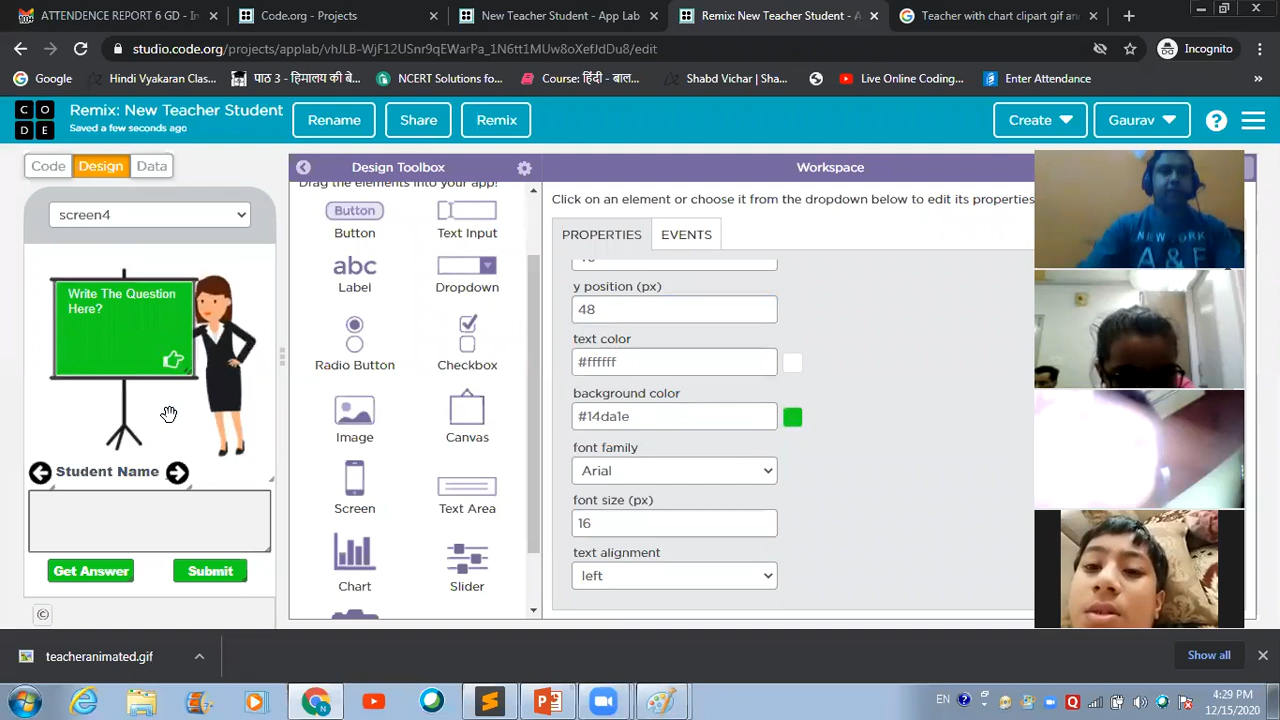 ATTENDENCE REPORT 6 GD - In
Code.org - Projects
New Teacher Student - App Lab
Remix: New Teacher Student - A
Teacher with chart clipart gif an
studio.code.org/projects/applab/vhJLB-WjF12USnr9qEWarPa_1N6tt1MUw8oXefJdDu8/edit
Incognito
Google
Hindi Vyakaran Clas...
पाठ 3 - हिमालय की बे...
NCERT Solutions fo...
Course: हिंदी - बाल...
Shabd Vichar | Sha...
Live Online Coding...
Enter Attendance
»
C O
D E
Remix: New Teacher Student
Saved a few seconds ago
Rename
Share
Remix
Create
Gaurav
?
Code
Design
Data
Design Toolbox
Workspace
Drag the elements into your app!
Click on an element or choose it from the dropdown below to edit its properties
screen4
Button
Button
Text Input
PROPERTIES
EVENTS
abc
Label
Dropdown
y position (px)
48
Write The Question
Here?
Radio Button
Checkbox
text color
#ffffff
background color
#14da1e
Image
Canvas
font family
Arial
Student Name
Screen
Text Area
font size (px)
16
text alignment
left
Get Answer
Submit
Chart
Slider
©
NEW YORK
A & F
teacheranimated.gif
Show all
EN
4:29 PM
12/15/2020